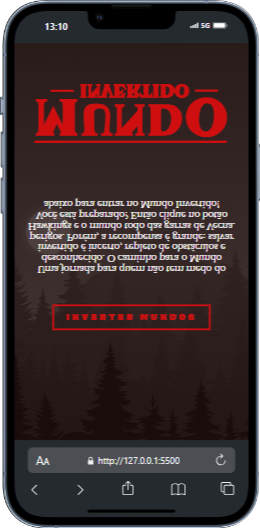 13:10
5G
MUNDO
INVERTIDO
Uma jornada para quem não tem medo do
desconhecido. O caminho para o Mundo
Invertido é incerto, repleto de obstáculos e
perigos. Porém, a recompensa é grande: salvar
Hawkings e o mundo todo das garras de Vecna.
Você está preparado? Então clique no botão
abaixo para entrar no Mundo Invertido!
INVERTER MUNDOS
AA http://127.0.0.1:5500